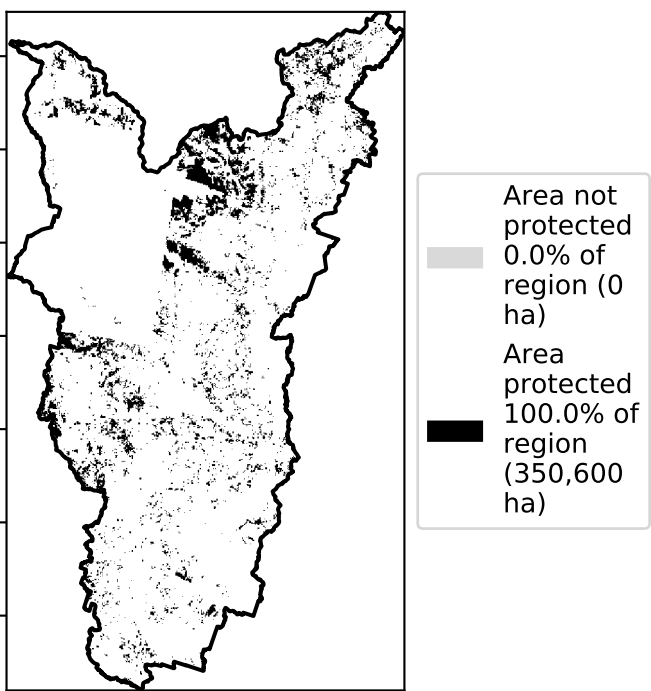 Area not
protected
0.0% of
region (0
ha)
Area
protected
100.0% of
region
(350,600
ha)